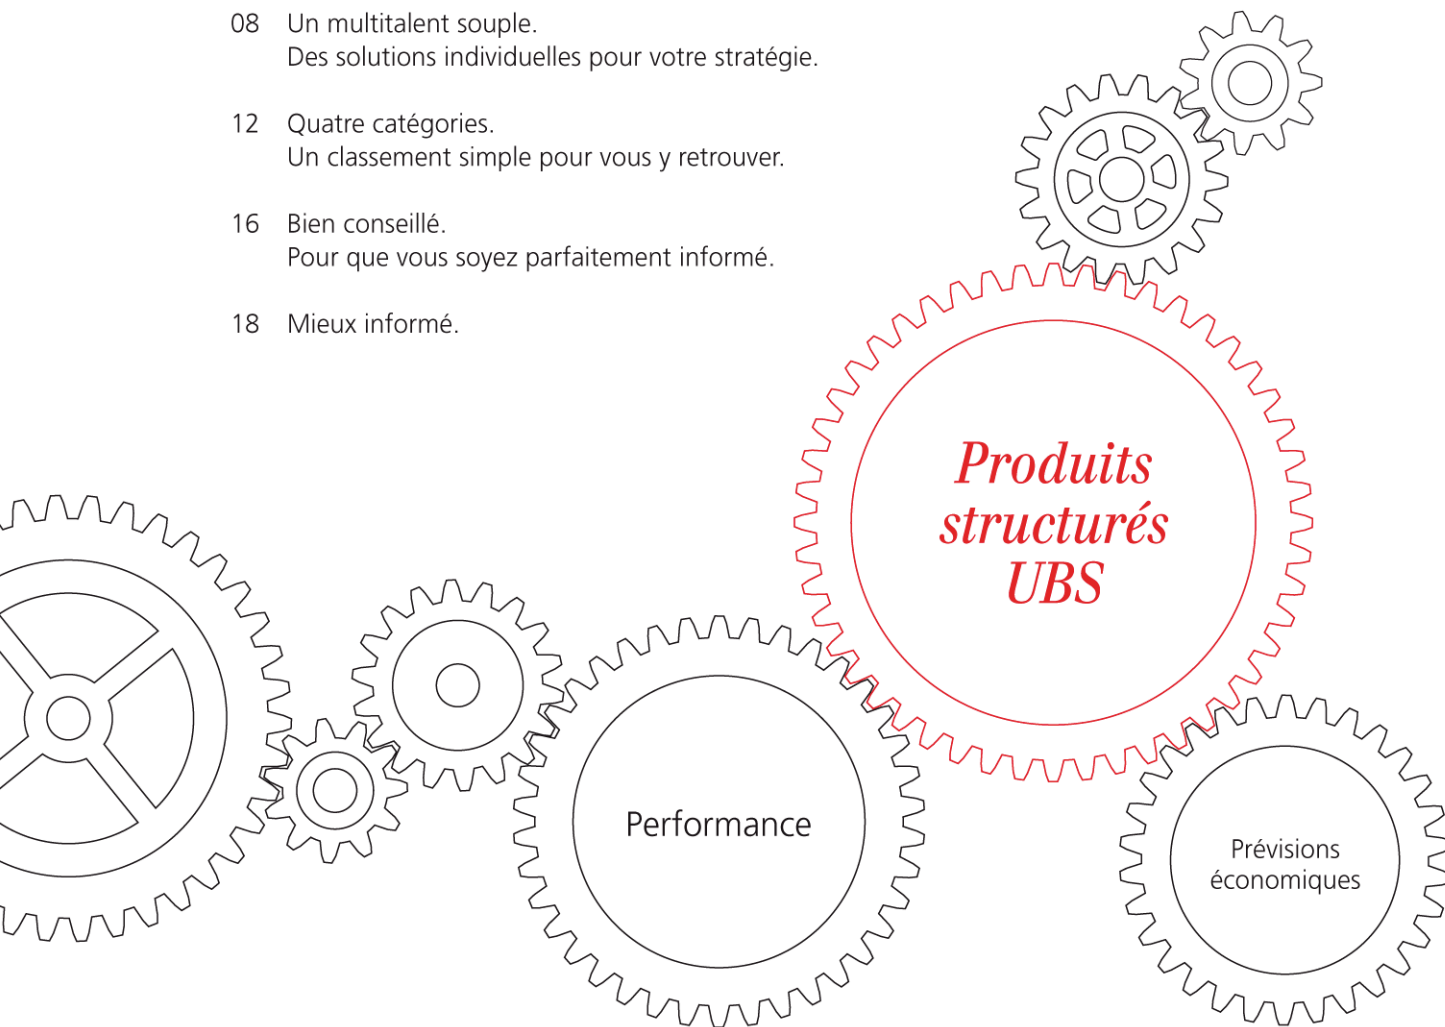 08 Un multitalent souple.
Des solutions individuelles pour votre stratégie.
12 Quatre catégories.
Un classement simple pour vous y retrouver.
16 Bien conseillé.
Pour que vous soyez parfaitement informé.
18 Mieux informé.
Produits
structurés
UBS
Performance
Prévisions
économiques